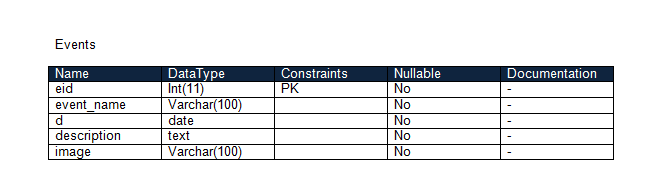 Events
Name DataType Constraints Nullable Documentation
eid Int(11) PK No -
event_name Varchar(100) No -
d date No -
description text No -
image Varchar(100) No -